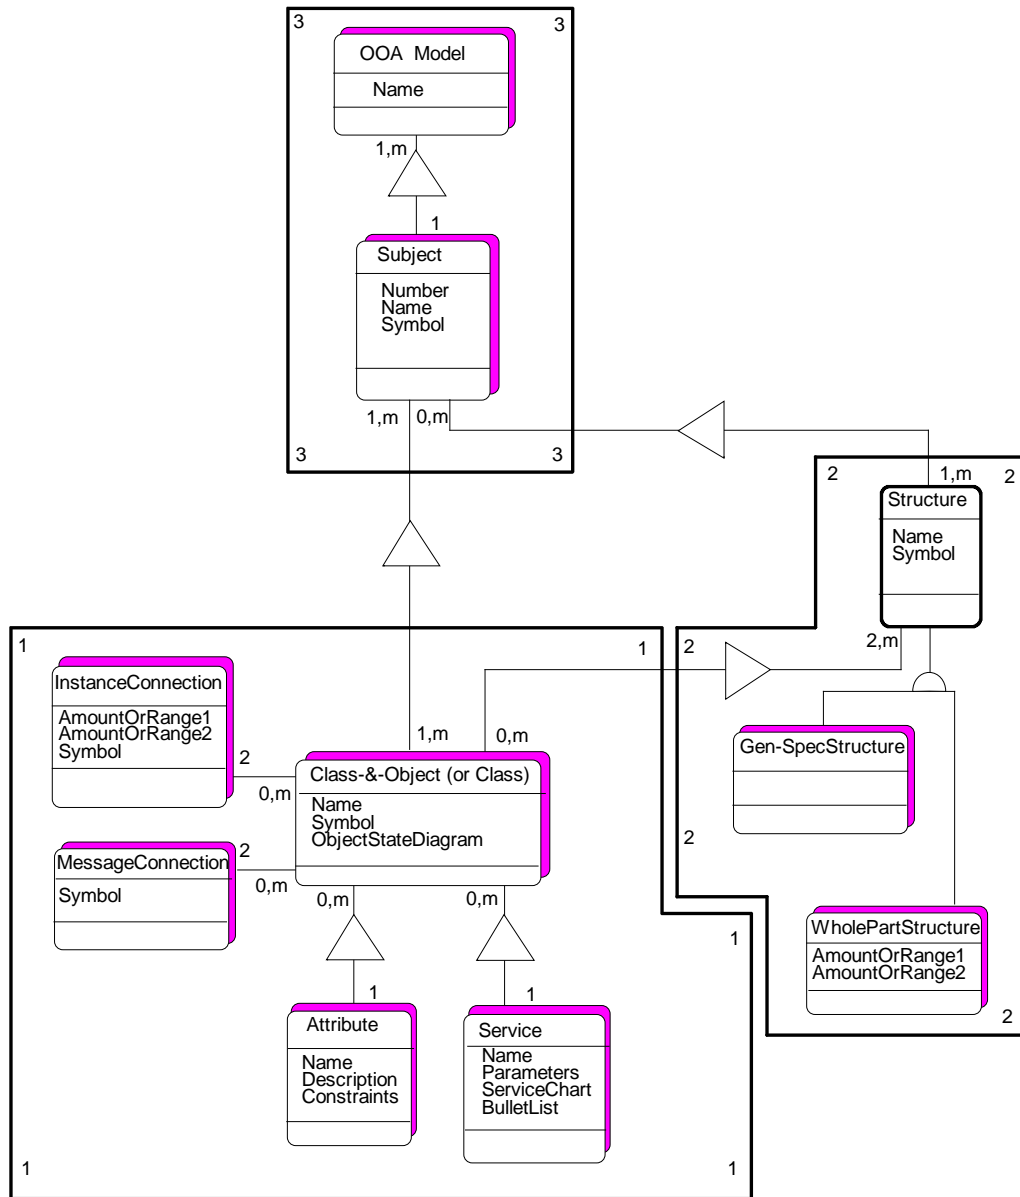 3
3
OOA Model
Name
1,m
1
Subject
Number
Name
Symbol
1,m
0,m
3
3
2
1,m
2
Structure
Name
Symbol
2,m
1
1
2
InstanceConnection
AmountOrRange1
AmountOrRange2
Symbol
2
0,m
1,m
0,m
Class-&-Object (or Class)
Name
Symbol
ObjectStateDiagram
Gen-SpecStructure
2
MessageConnection
Symbol
2
0,m
0,m
0,m
WholePartStructure
AmountOrRange1
AmountOrRange2
2
1
1
Attribute
Name
Description
Constraints
1
Service
Name
Parameters
ServiceChart
BulletList
1
1